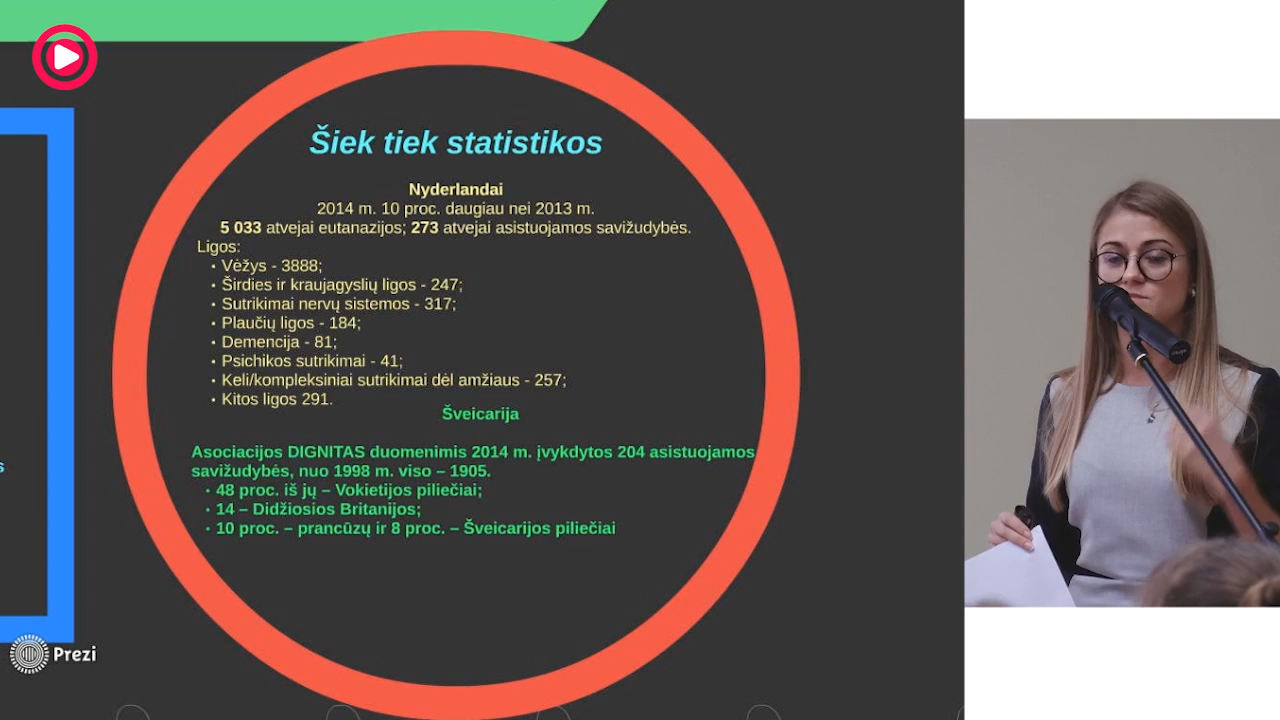 Šiek tiek statistikos
Nyderlandai
2014 m. 10 proc. daugiau nei 2013 m.
5 033 atvejai eutanazijos; 273 atvejai asistuojamos savižudybės.
Ligos:
• Vėžys - 3888;
• Širdies ir kraujagyslių ligos - 247;
• Sutrikimai nervų sistemos - 317;
• Plaučių ligos - 184;
• Demencija - 81;
• Psichikos sutrikimai - 41;
• Keli/kompleksiniai sutrikimai dėl amžiaus - 257;
• Kitos ligos 291.
Šveicarija
Asociacijos DIGNITAS duomenimis 2014 m. įvykdytos 204 asistuojamos
savižudybės, nuo 1998 m. viso – 1905.
• 48 proc. iš jų – Vokietijos piliečiai;
• 14 – Didžiosios Britanijos;
• 10 proc. – prancūzų ir 8 proc. – Šveicarijos piliečiai
s
Prezi